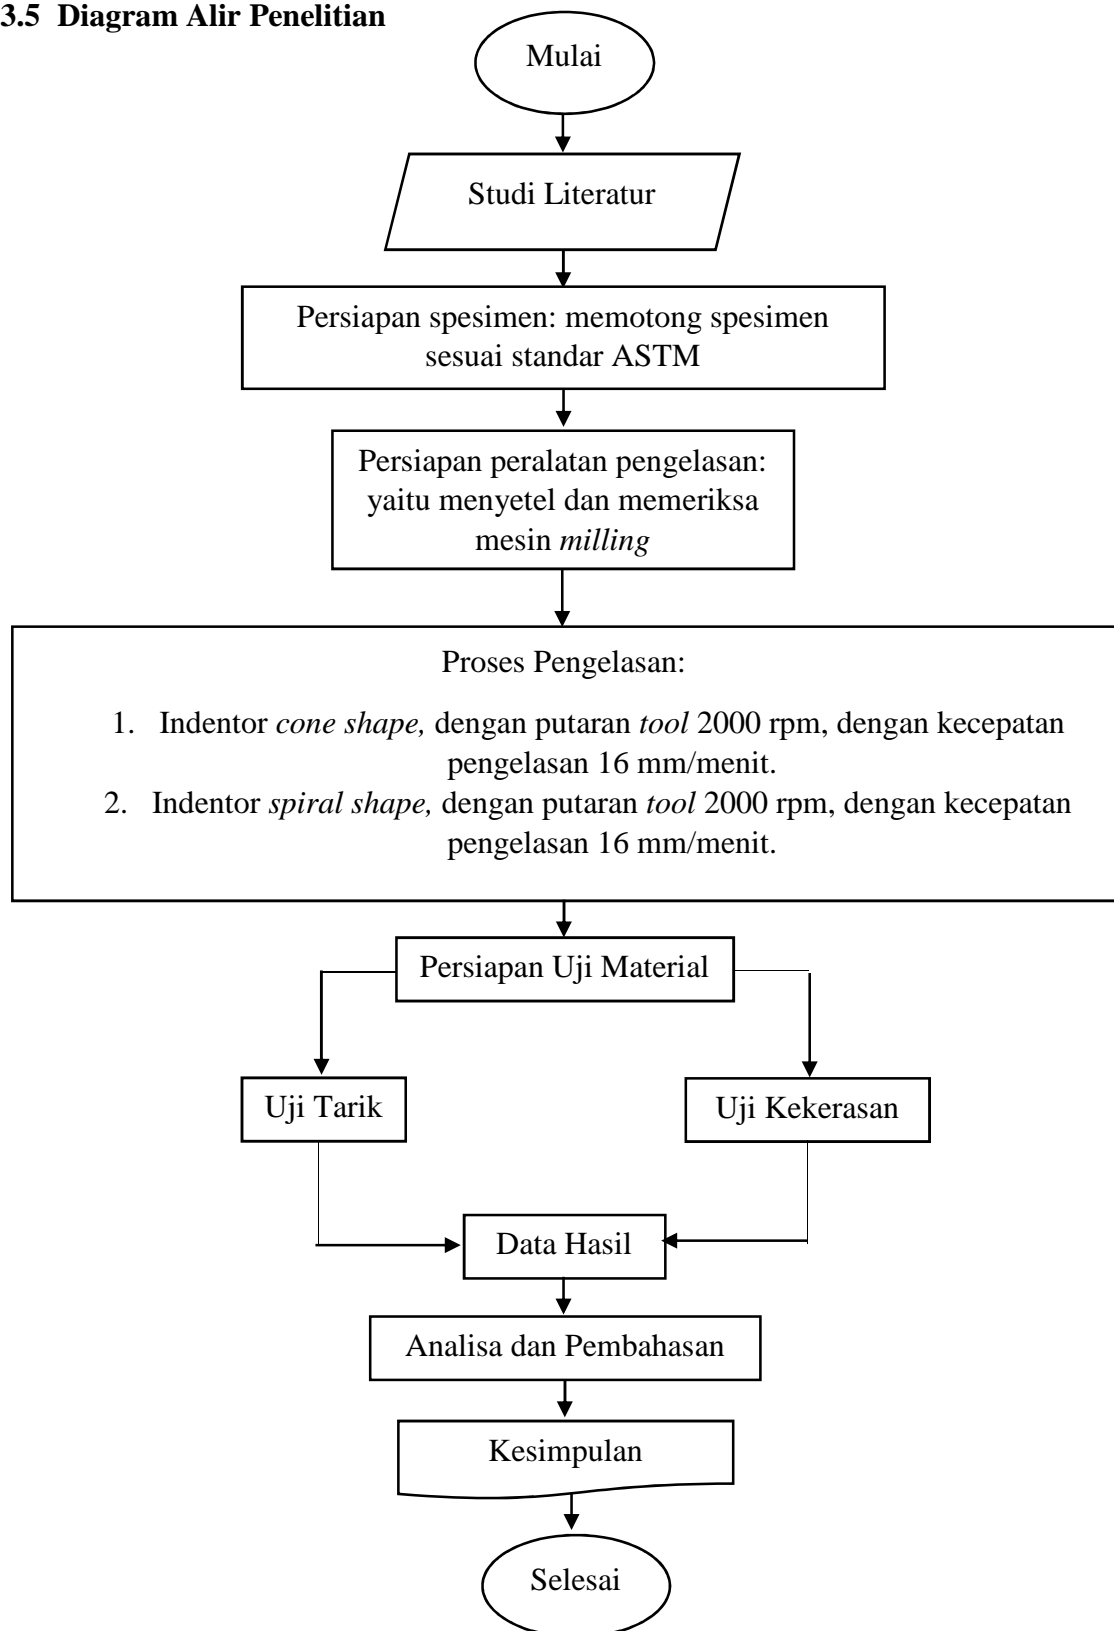 3.5 Diagram Alir Penelitian
Mulai
Studi Literatur
Persiapan spesimen: memotong spesimen
sesuai standar ASTM
Persiapan peralatan pengelasan:
yaitu menyetel dan memeriksa
mesin milling
Proses Pengelasan:
1. Indentor cone shape, dengan putaran tool 2000 rpm, dengan kecepatan
pengelasan 16 mm/menit.
2. Indentor spiral shape, dengan putaran tool 2000 rpm, dengan kecepatan
pengelasan 16 mm/menit.
Persiapan Uji Material
Uji Tarik
Uji Kekerasan
Data Hasil
Analisa dan Pembahasan
Kesimpulan
Selesai